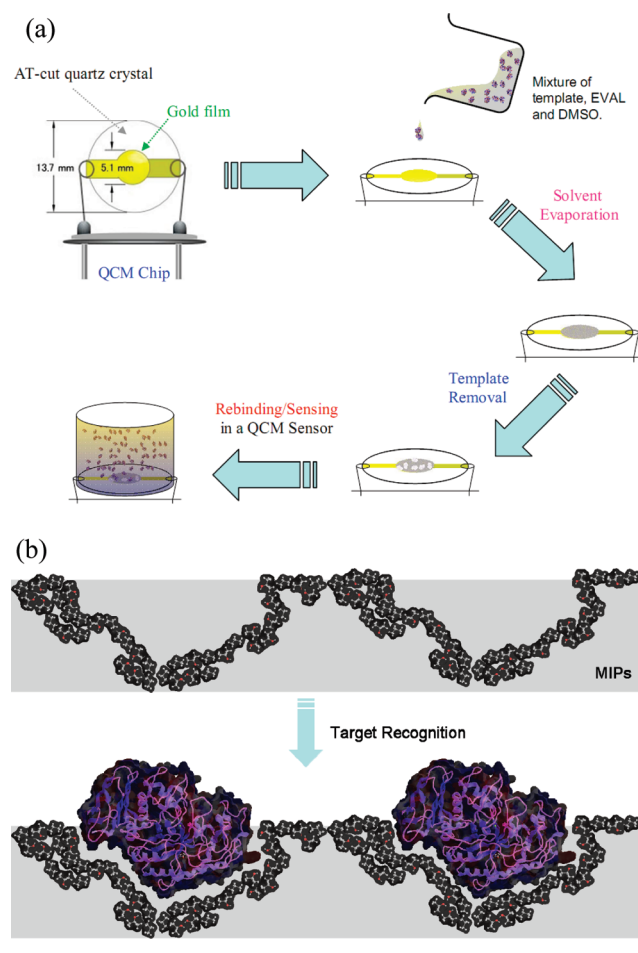 (a)
AT-cut quartz crystal
Gold film
13.7 mm
5.1 mm
QCM Chip
Mixture of
template, EVAL
and DMSO.
Solvent
Evaporation
Template
Removal
Rebinding/Sensing
in a QCM Sensor
(b)
MIPs
Target Recognition